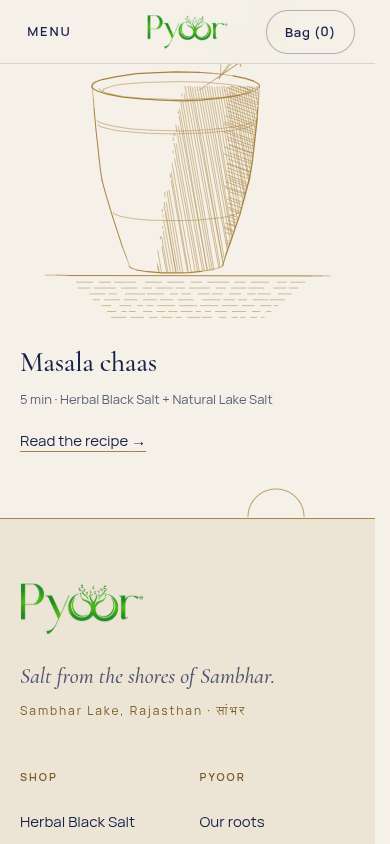 MENU
Pyoor
Bag (0)
Masala chaas
5 min · Herbal Black Salt + Natural Lake Salt
Read the recipe →
Pyoor
Salt from the shores of Sambhar.
Sambhar Lake, Rajasthan · सांभर
SHOP
PYOOR
Herbal Black Salt
Our roots